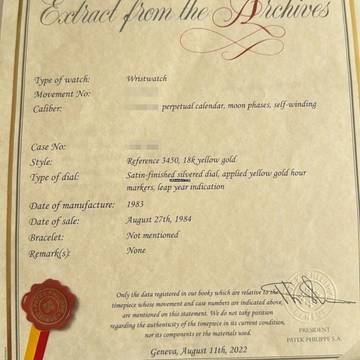 Extract from the Archives
Type of watch: Wristwatch
Movement No:
Caliber: perpetual calendar, moon phases, self-winding
Case No:
Style: Reference 3450, 18k yellow gold
Type of dial: Satin-finished silvered dial, applied yellow gold hour
markers, leap year indication
Date of manufacture: 1983
Date of sale: August 27th, 1984
Bracelet: Not mentioned
Remark(s): None
Only the data registered in our book which are relative to the
timepiece whose movement and case numbers are indicated above,
are mentioned on this statement. We do not take position
regarding the authenticity of the timepiece in its current condition,
nor its components or the materials used.
PRESIDENT
PATEK PHILIPPE S.A.
Geneva, August 11th, 2022